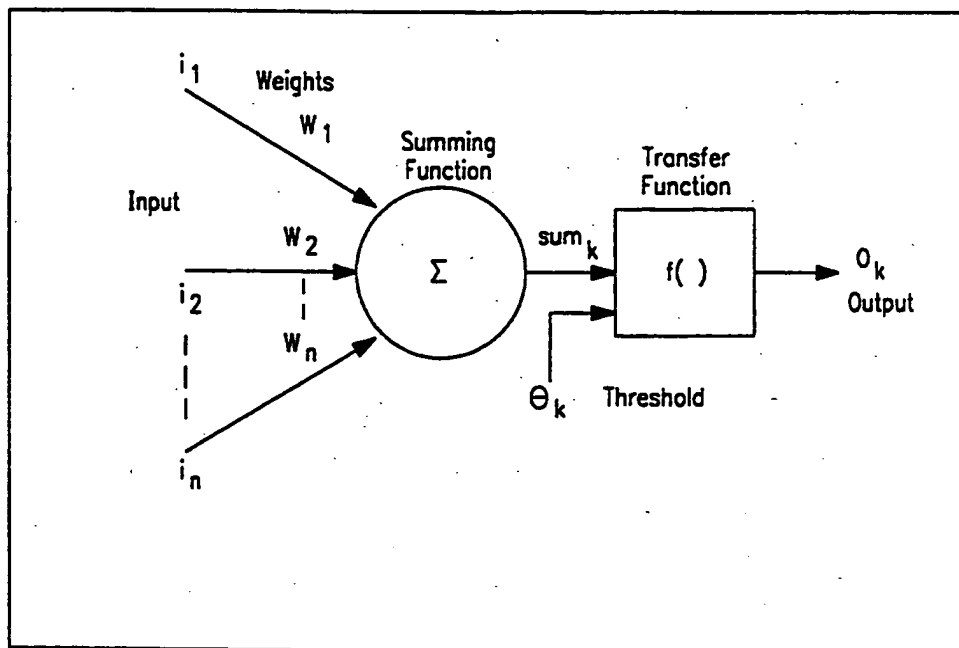 i1
Weights
W1
Summing
Function
Transfer
Function
Input
W2
sumk
Σ
f( )
Ok
Output
i2
Wn
Θk
Threshold
in